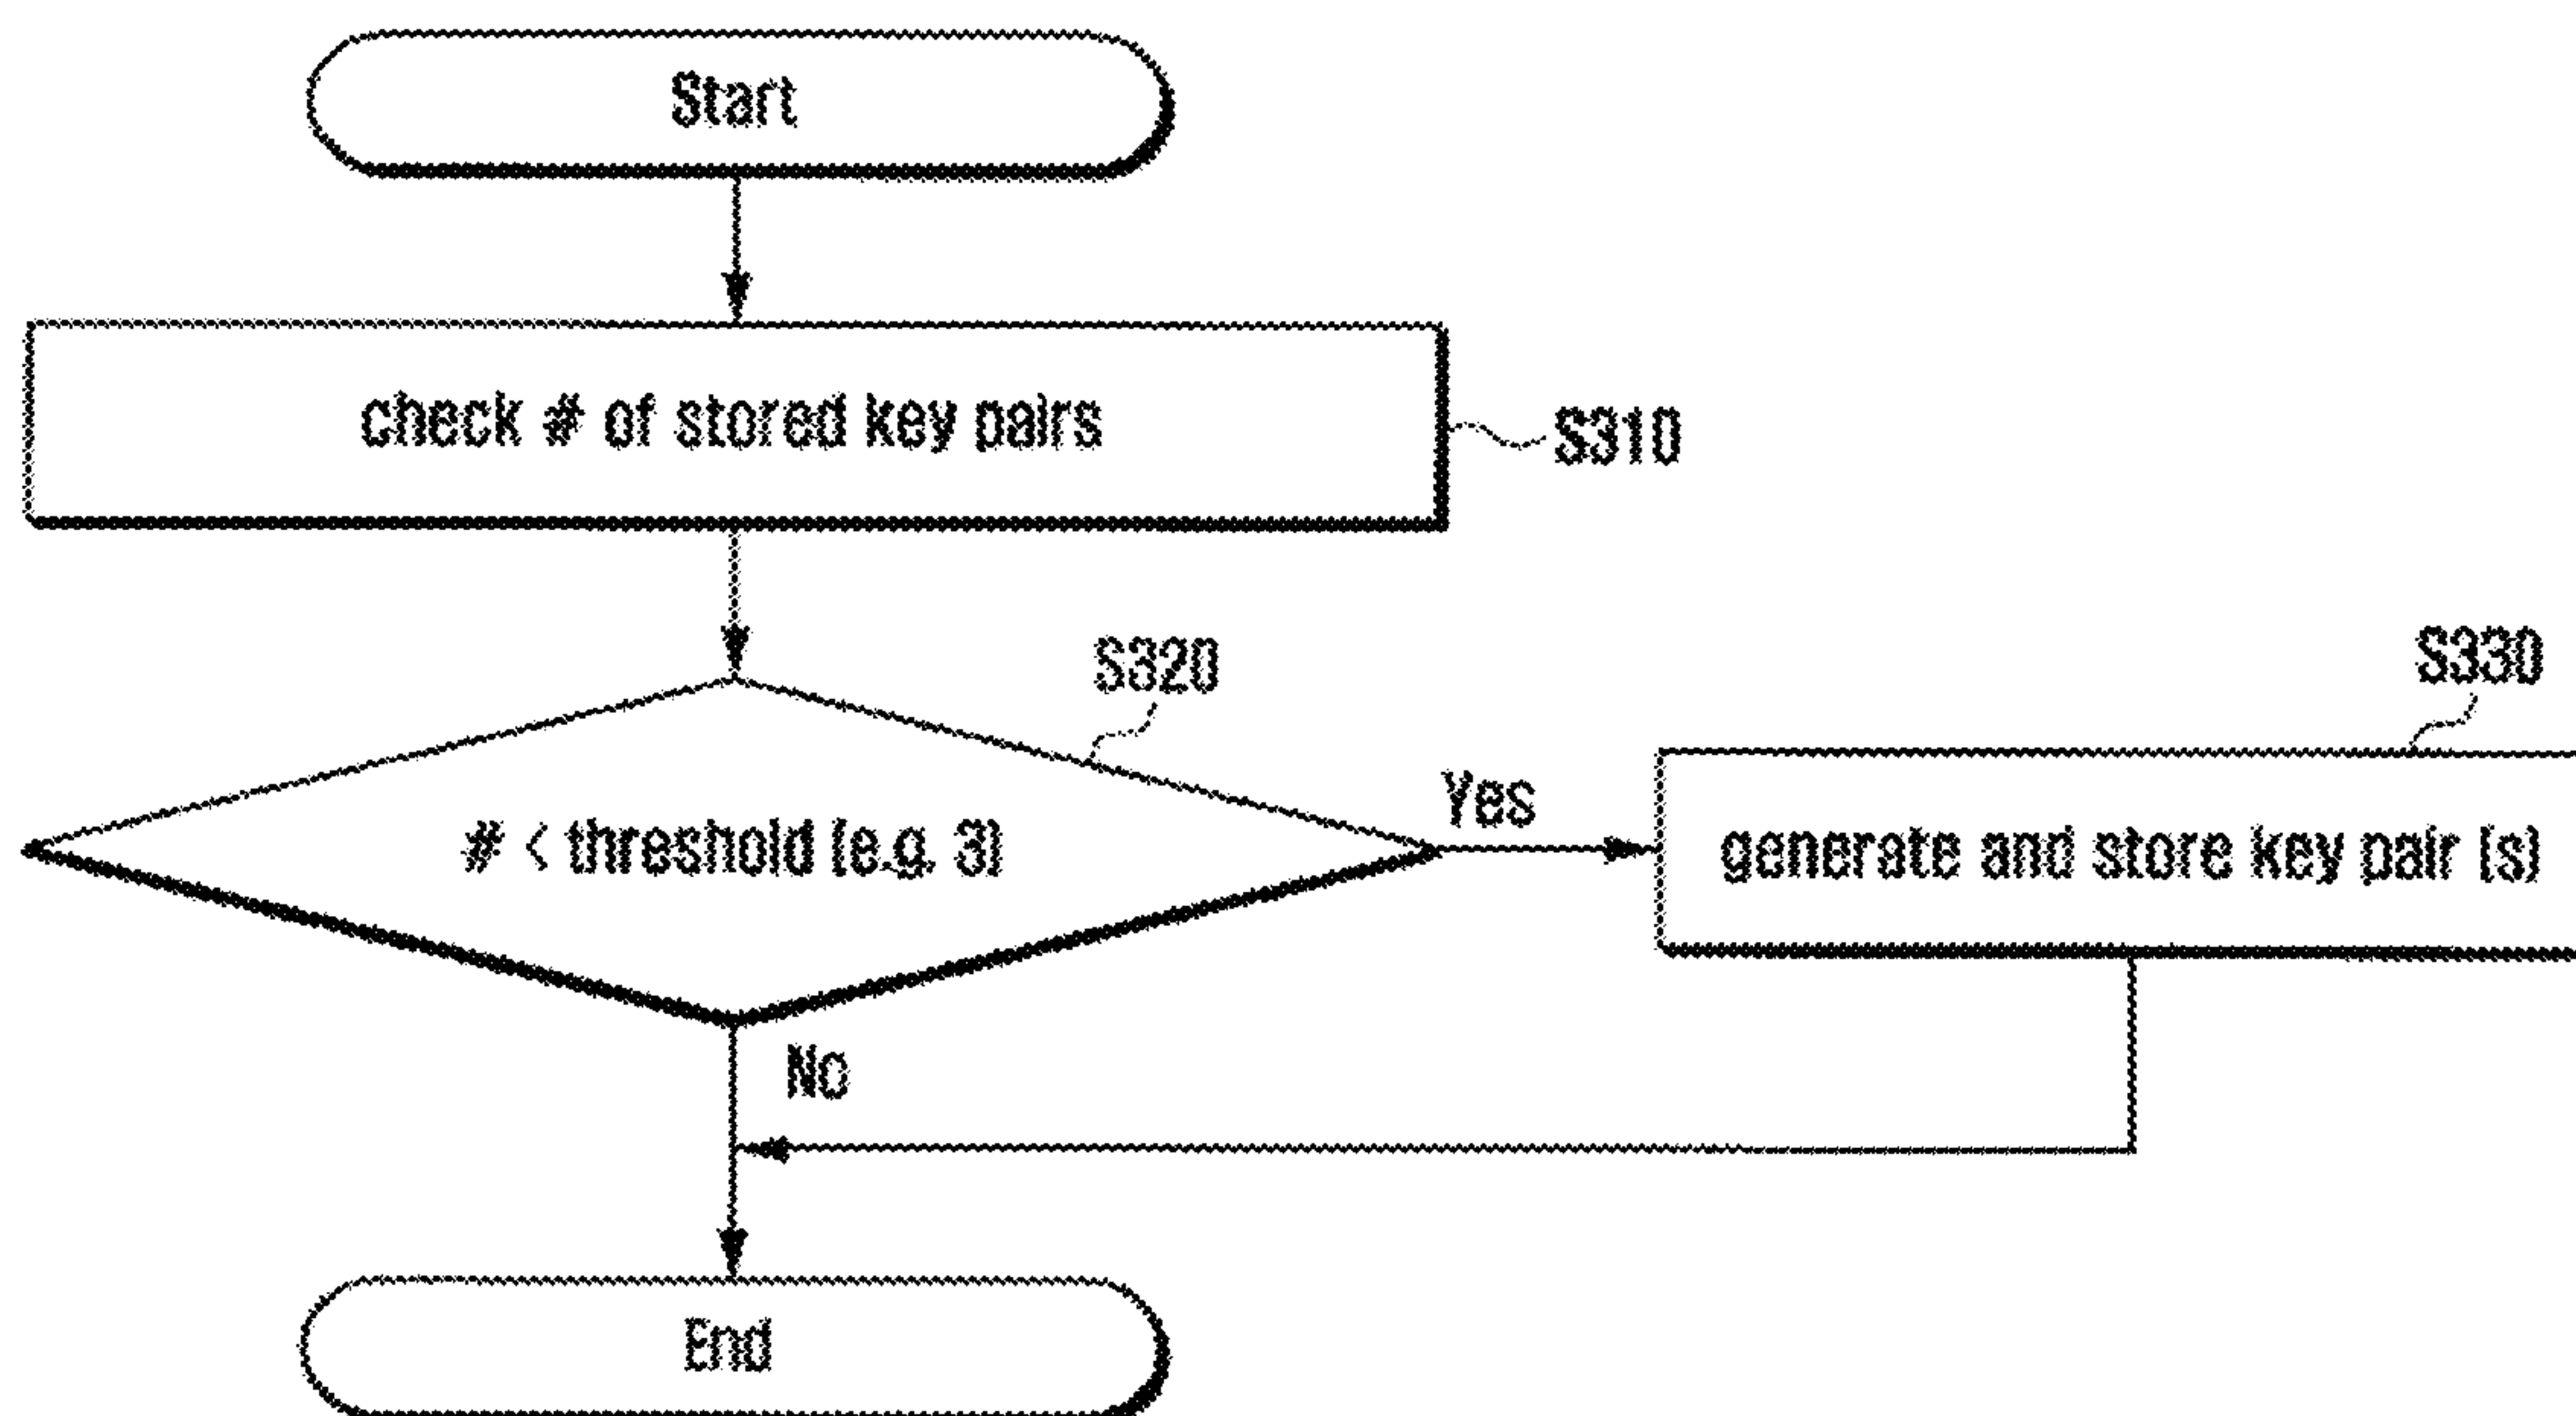 Start
check # of stored key pairs
S310
S320
S330
# < threshold (e.g. 3)
Yes
generate and store key pair (s)
No
End